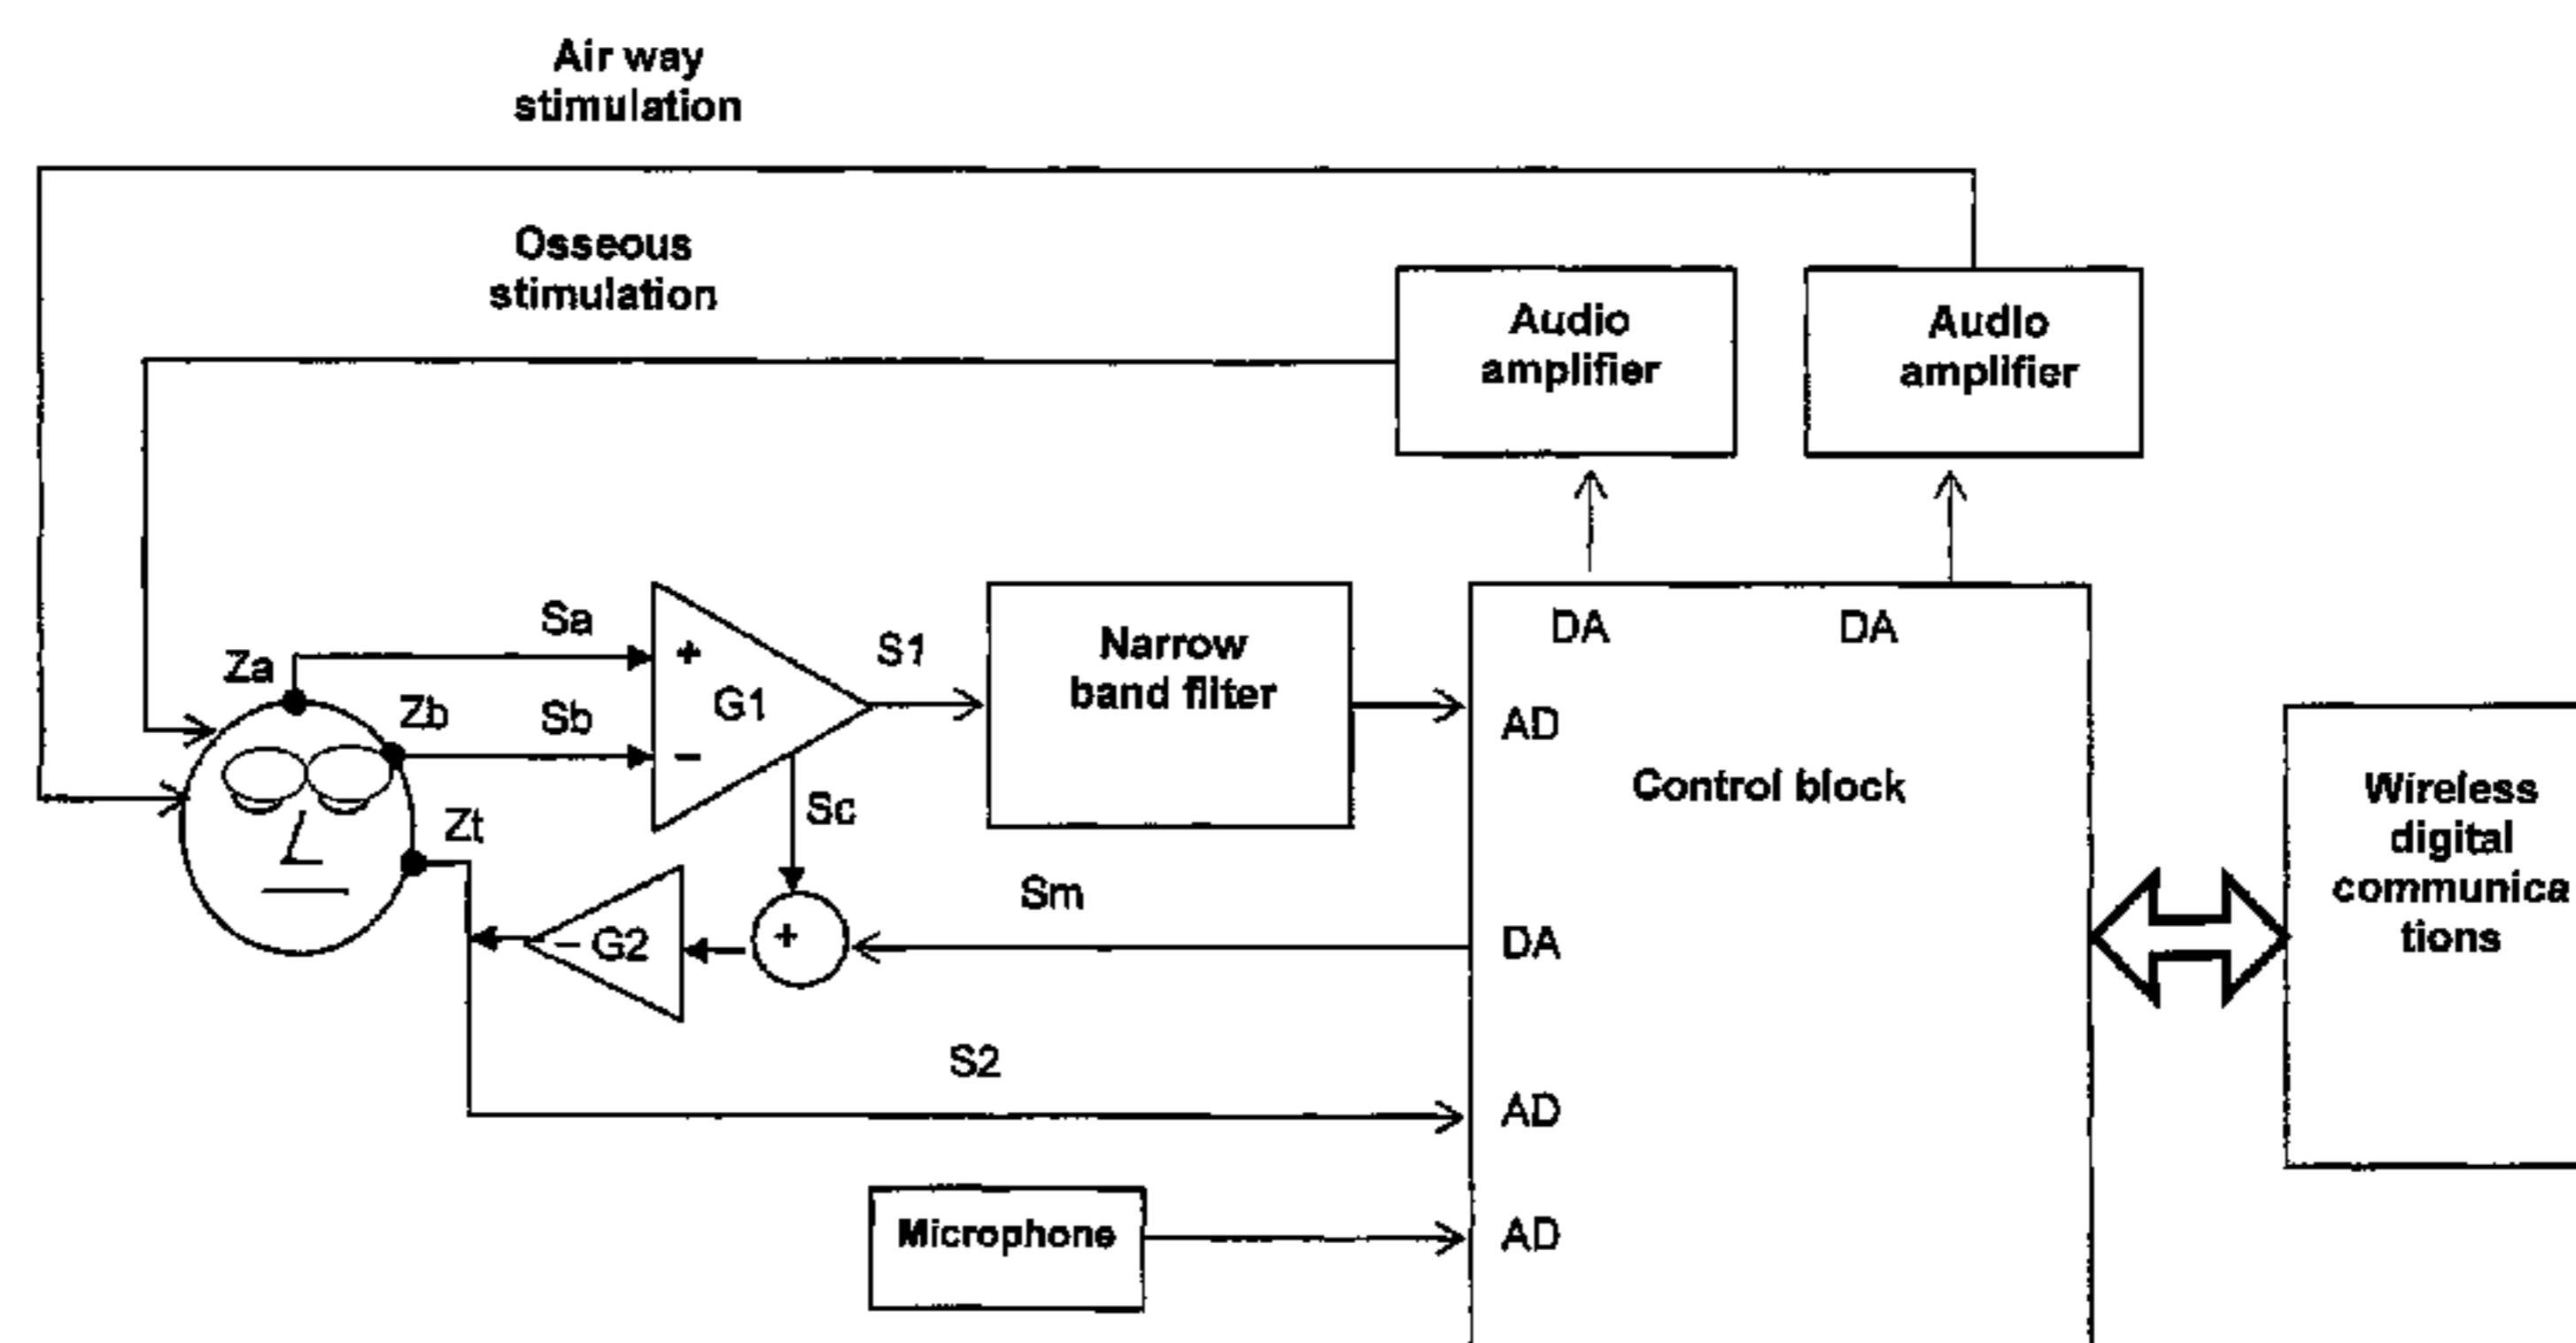 Air way
stimulation
Osseous
stimulation
Audio
amplifier
Audio
amplifier
Sa
Za
+
G1
S1
Narrow
band filter
DA
DA
AD
Zb
Sb
−
Control block
Sc
Zt
Wireless
digital
communica
tions
Sm
− G2
+
DA
S2
AD
Microphone
AD